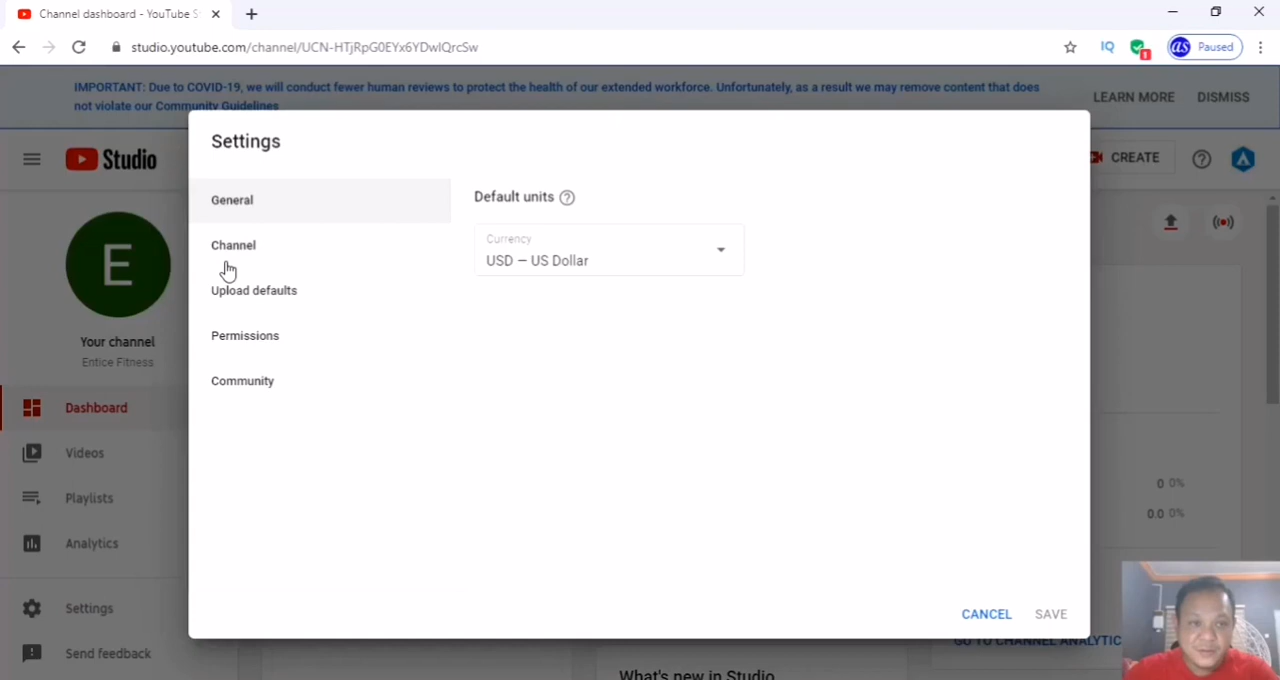 Channel dashboard - YouTube S
studio.youtube.com/channel/UCN-HTjRpG0EYx6YDwIQrcSw
IQ
as
Paused
IMPORTANT: Due to COVID-19, we will conduct fewer human reviews to protect the health of our extended workforce. Unfortunately, as a result we may remove content that does
not violate our Community Guidelines
LEARN MORE
DISMISS
Studio
CREATE
Settings
General
Channel
Upload defaults
Permissions
Community
Default units
Currency
USD – US Dollar
CANCEL
SAVE
E
Your channel
Entice Fitness
Dashboard
Videos
Playlists
Analytics
Settings
Send feedback
0 0%
0.0 0%
GO TO CHANNEL ANALYTIC
What's new in Studio